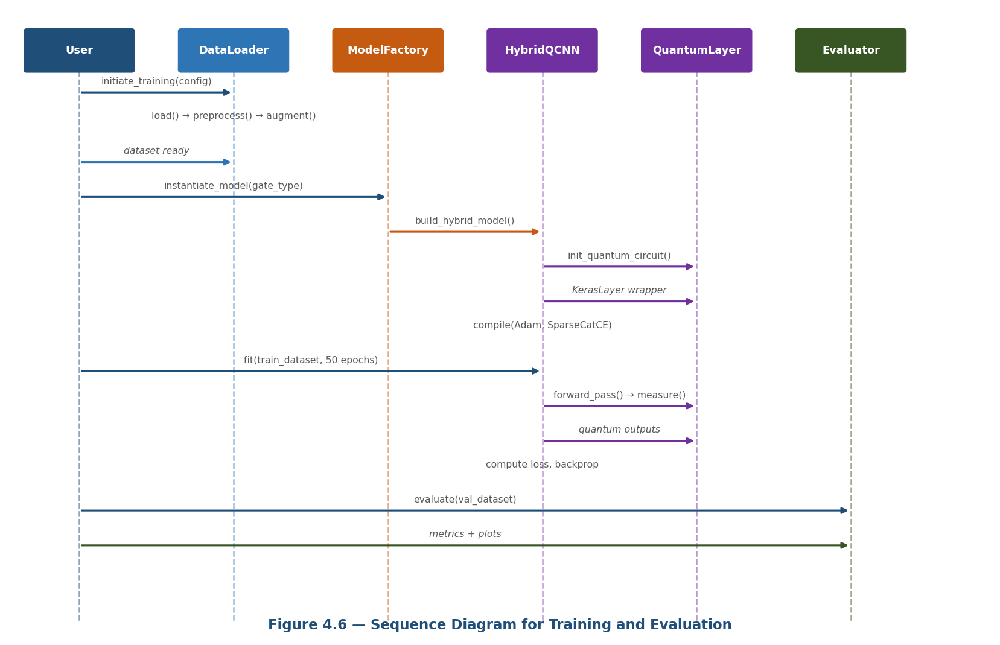 User
DataLoader
ModelFactory
HybridQCNN
QuantumLayer
Evaluator
initiate_training(config)
load() → preprocess() → augment()
dataset ready
instantiate_model(gate_type)
build_hybrid_model()
init_quantum_circuit()
KerasLayer wrapper
compile(Adam, SparseCatCE)
fit(train_dataset, 50 epochs)
forward_pass() → measure()
quantum outputs
compute loss, backprop
evaluate(val_dataset)
metrics + plots
Figure 4.6 — Sequence Diagram for Training and Evaluation